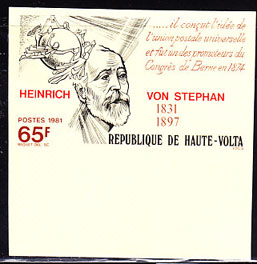 .....il conçut l'idée de
l'union postale universelle
et fut un des promoteurs du
Congrès de Berne en 1874
HEINRICH
VON STEPHAN
1831
1897
POSTES 1981
65F
REPUBLIQUE DE HAUTE-VOLTA